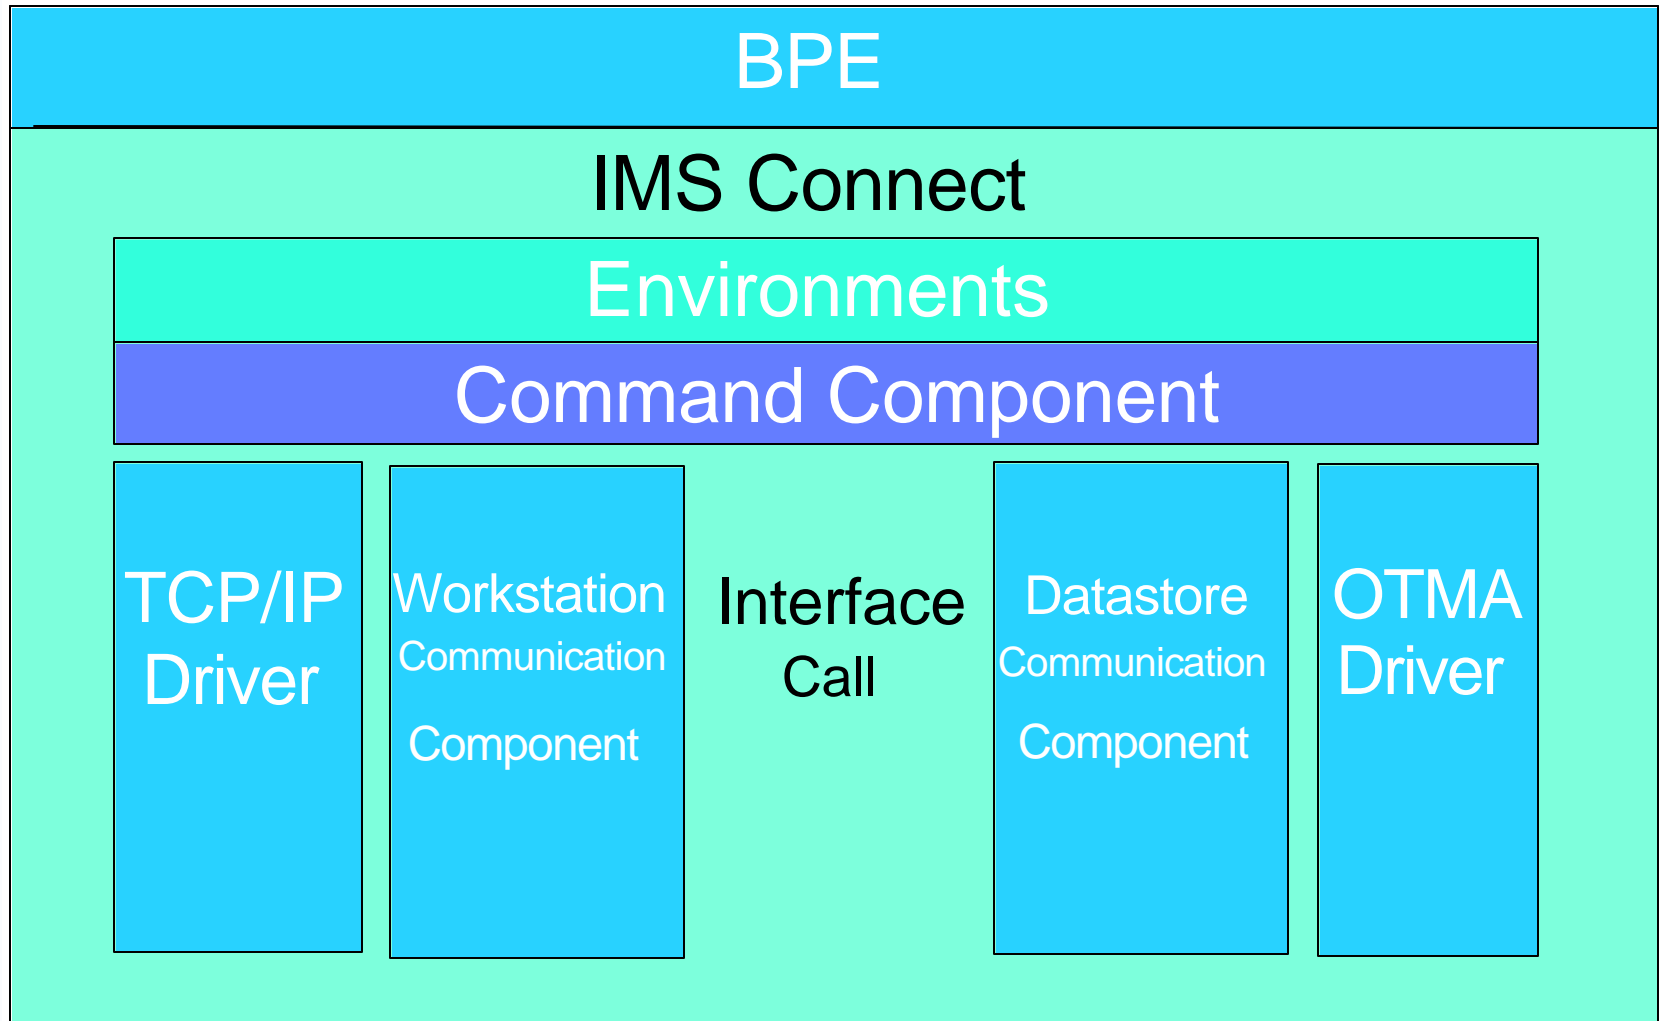 BPE
IMS Connect
Environments
Command Component
TCP/IP
Driver
Workstation
Communication
Component
Interface
Call
Datastore
Communication
Component
OTMA
Driver